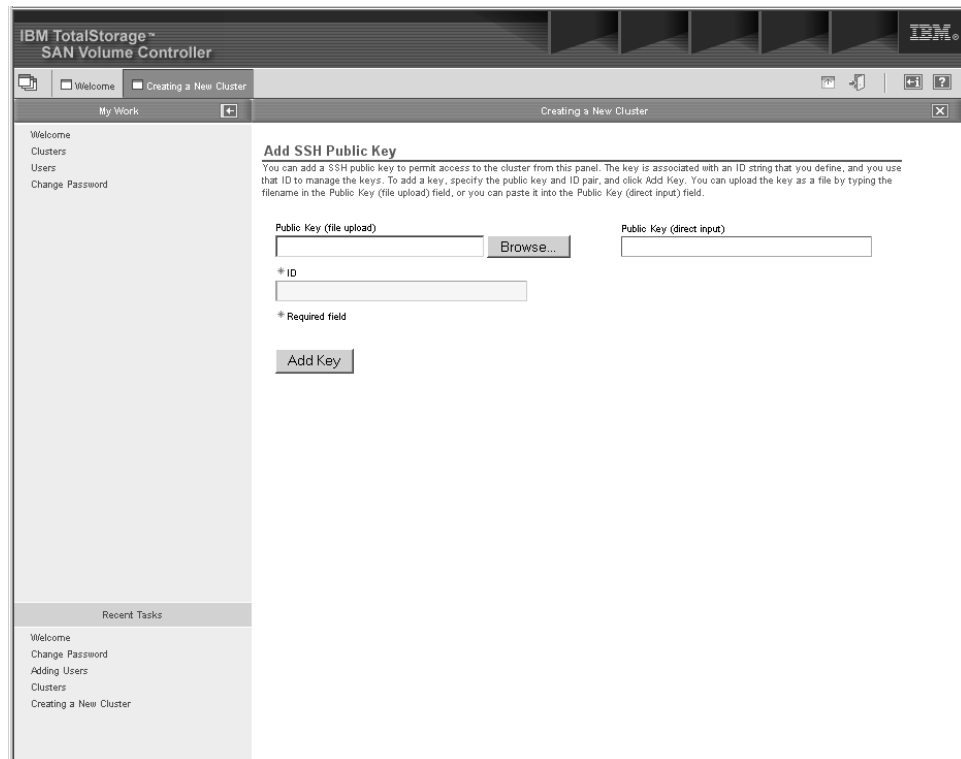 IBM TotalStorage™
SAN Volume Controller
IBM®
Welcome
Creating a New Cluster
?
My Work
Creating a New Cluster
Welcome
Clusters
Users
Change Password
Add SSH Public Key
You can add a SSH public key to permit access to the cluster from this panel. The key is associated with an ID string that you define, and you use
that ID to manage the keys. To add a key, specify the public key and ID pair, and click Add Key. You can upload the key as a file by typing the
filename in the Public Key (file upload) field, or you can paste it into the Public Key (direct input) field.
Public Key (file upload)
Public Key (direct input)
Browse...
* ID
* Required field
Add Key
Recent Tasks
Welcome
Change Password
Adding Users
Clusters
Creating a New Cluster